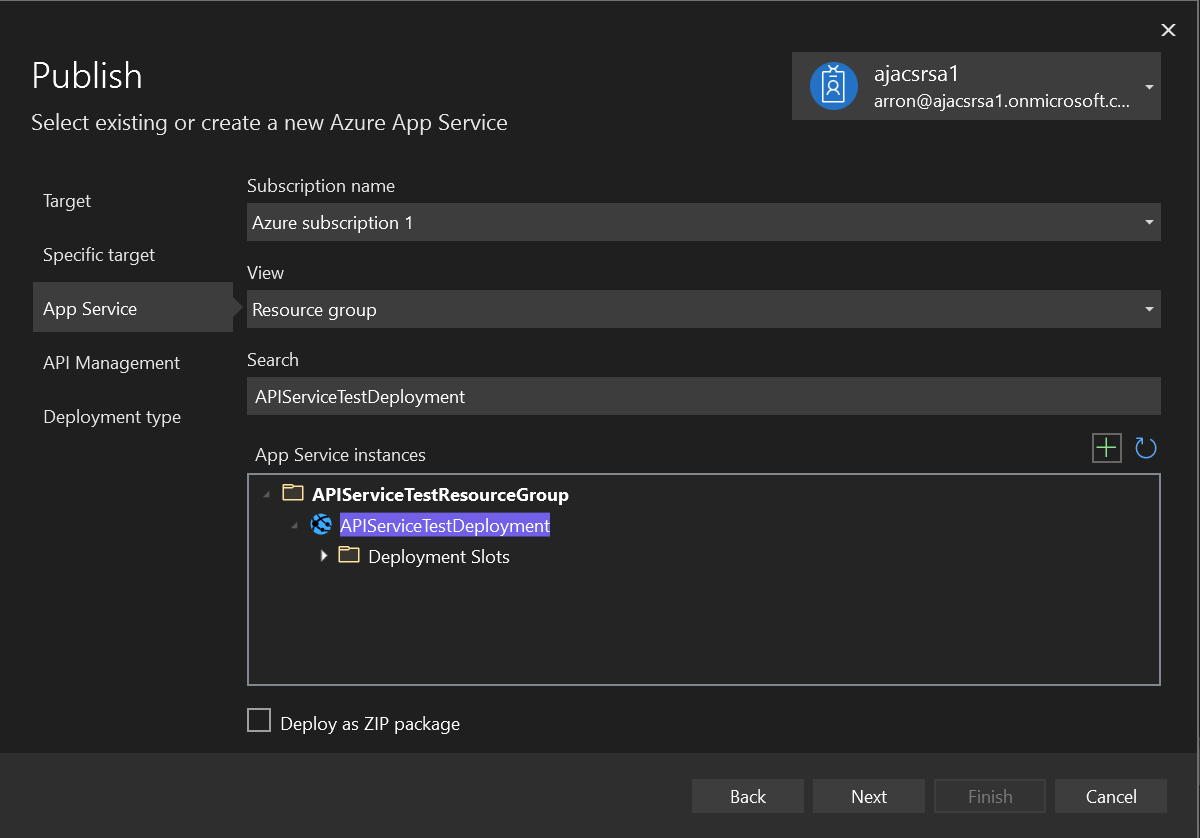 Publish
Select existing or create a new Azure App Service
ajacsrsa1
arron@ajacsrsa1.onmicrosoft.c...
Target
Specific target
App Service
API Management
Deployment type
Subscription name
Azure subscription 1
View
Resource group
Search
APIServiceTestDeployment
App Service instances
APIServiceTestResourceGroup
APIServiceTestDeployment
Deployment Slots
Deploy as ZIP package
Back
Next
Finish
Cancel